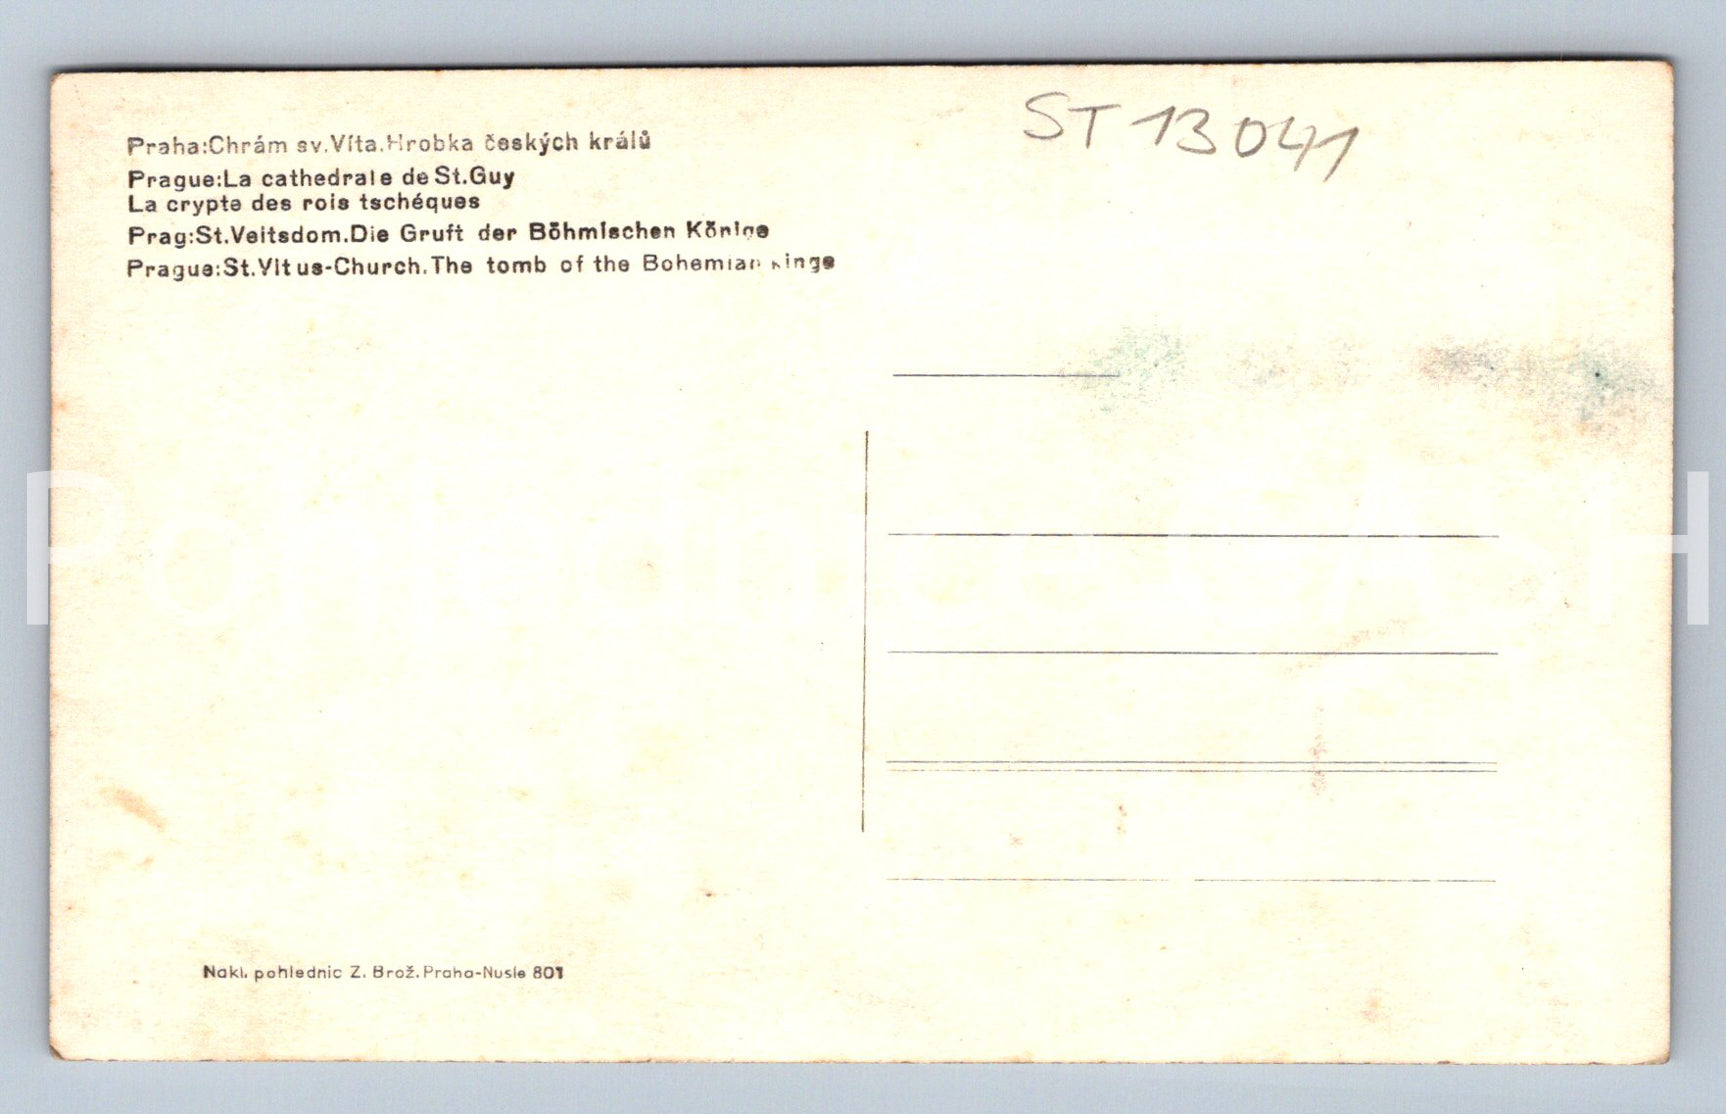 ST 13041
Praha:Chrám sv.Víta.Hrobka českých králů
Prague:La cathedrale de St.Guy
La crypte des rois tschéques
Prag:St.Veitsdom.Die Gruft der Böhmischen Könige
Prague:St.Vitus-Church.The tomb of the Bohemian kings
Nakl. pohlednic Z. Brož.Praha-Nusle 801